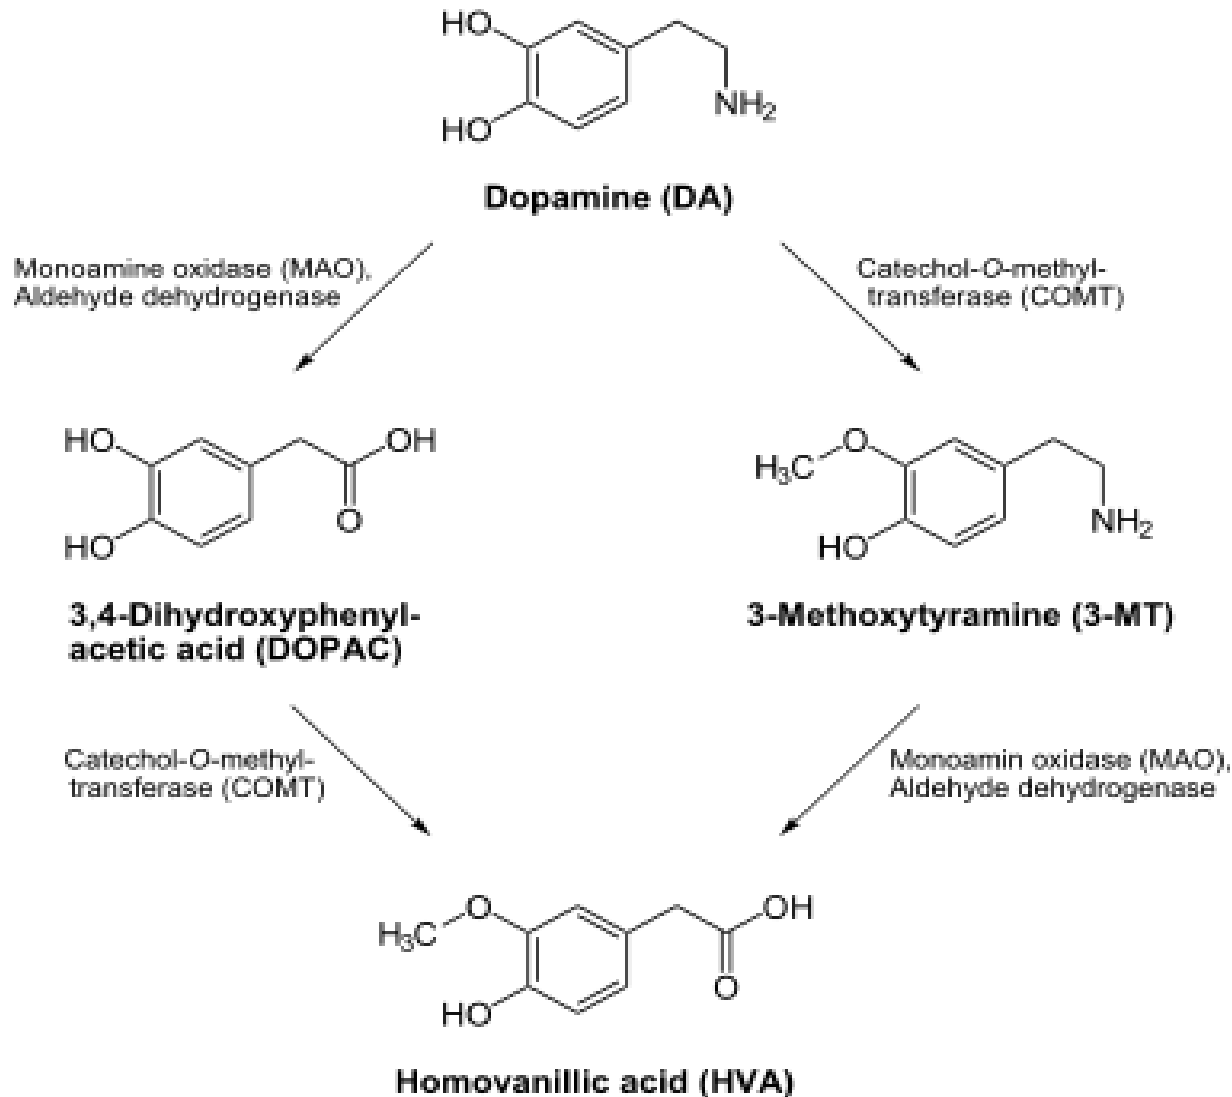 HO
HO
NH₂
Dopamine (DA)
Monoamine oxidase (MAO),
Aldehyde dehydrogenase
Catechol-O-methyl-
transferase (COMT)
HO
OH
HO
O
3,4-Dihydroxyphenyl-
acetic acid (DOPAC)
O
H₃C
HO
NH₂
3-Methoxytyramine (3-MT)
Catechol-O-methyl-
transferase (COMT)
Monoamin oxidase (MAO),
Aldehyde dehydrogenase
O
H₃C
OH
HO
O
Homovanillic acid (HVA)